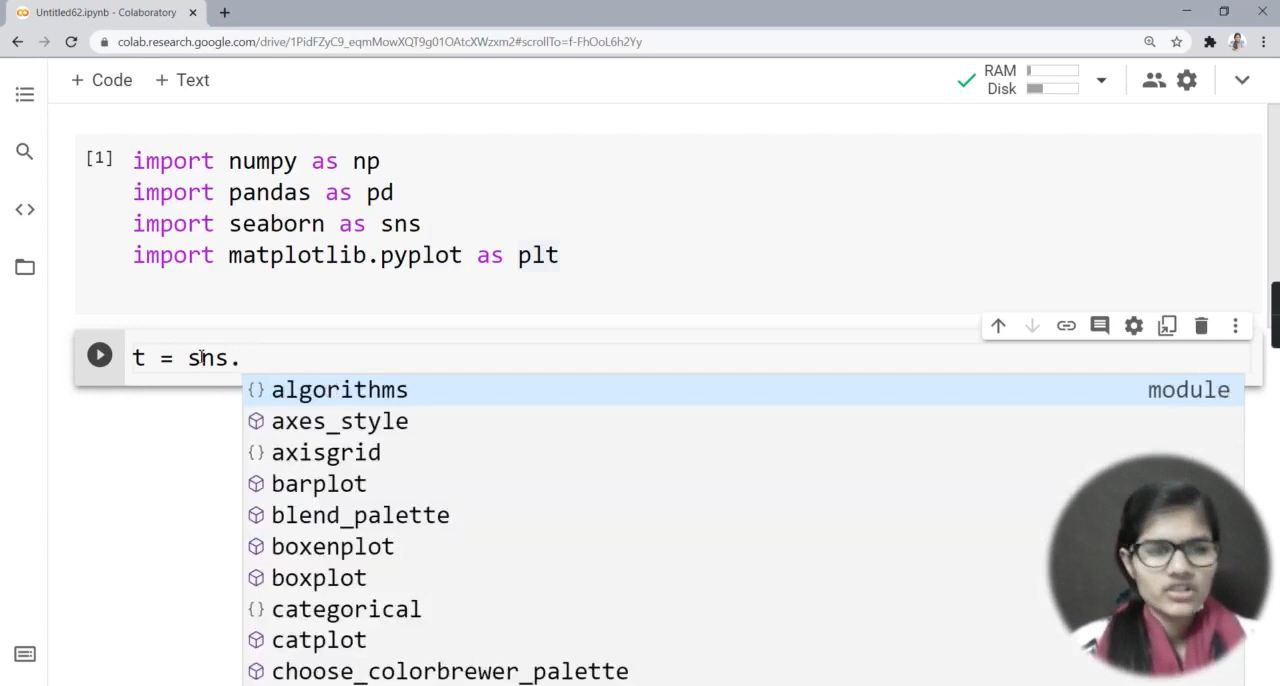 Untitled62.ipynb - Colaboratory
colab.research.google.com/drive/1PidFZyC9_eqmMowXQT9g01OAtcXWzxm2#scrollTo=f-FhOoL6h2Yy
+ Code + Text
RAM
Disk
[1] import numpy as np
import pandas as pd
import seaborn as sns
import matplotlib.pyplot as plt
t = sns.
algorithms module
axes_style
axisgrid
barplot
blend_palette
boxenplot
boxplot
categorical
catplot
choose_colorbrewer_palette